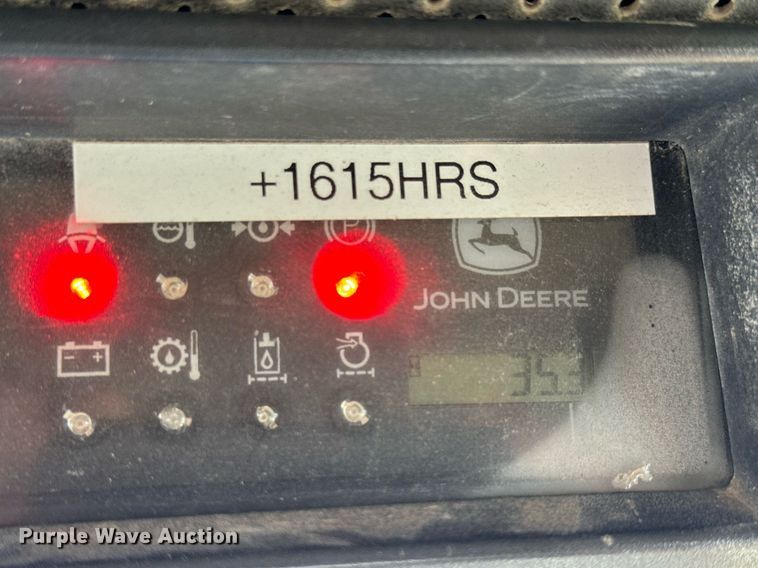 +1615HRS
P
JOHN DEERE
- +
Purple Wave Auction